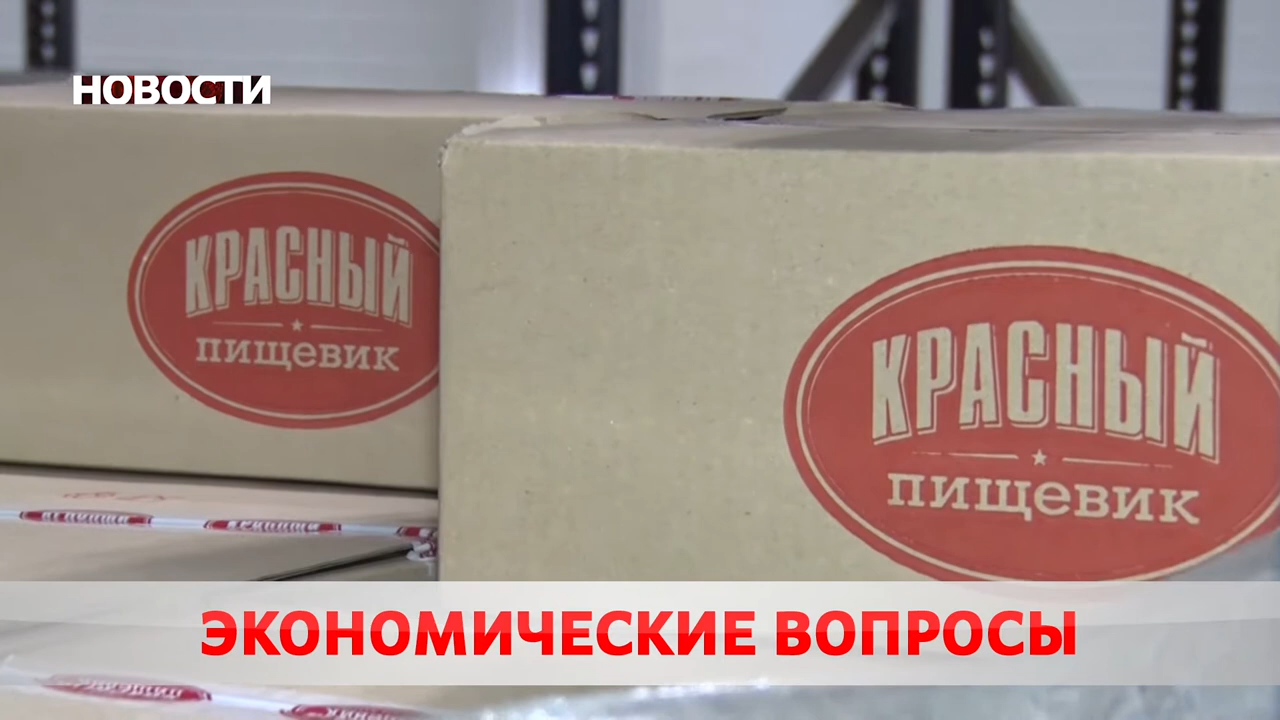 НОВОСТИ
КРАСНЫЙ
пищевик
КРАСНЫЙ
пищевик
ЭКОНОМИЧЕСКИЕ ВОПРОСЫ